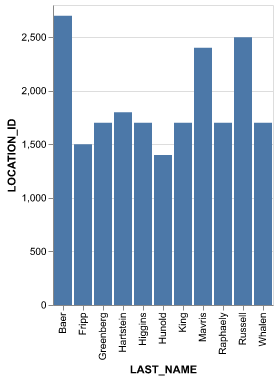 LOCATION_ID
2,500
2,000
1,500
1,000
500
0
Baer
Fripp
Greenberg
Hartstein
Higgins
Hunold
King
Mavris
Raphaely
Russell
Whalen
LAST_NAME